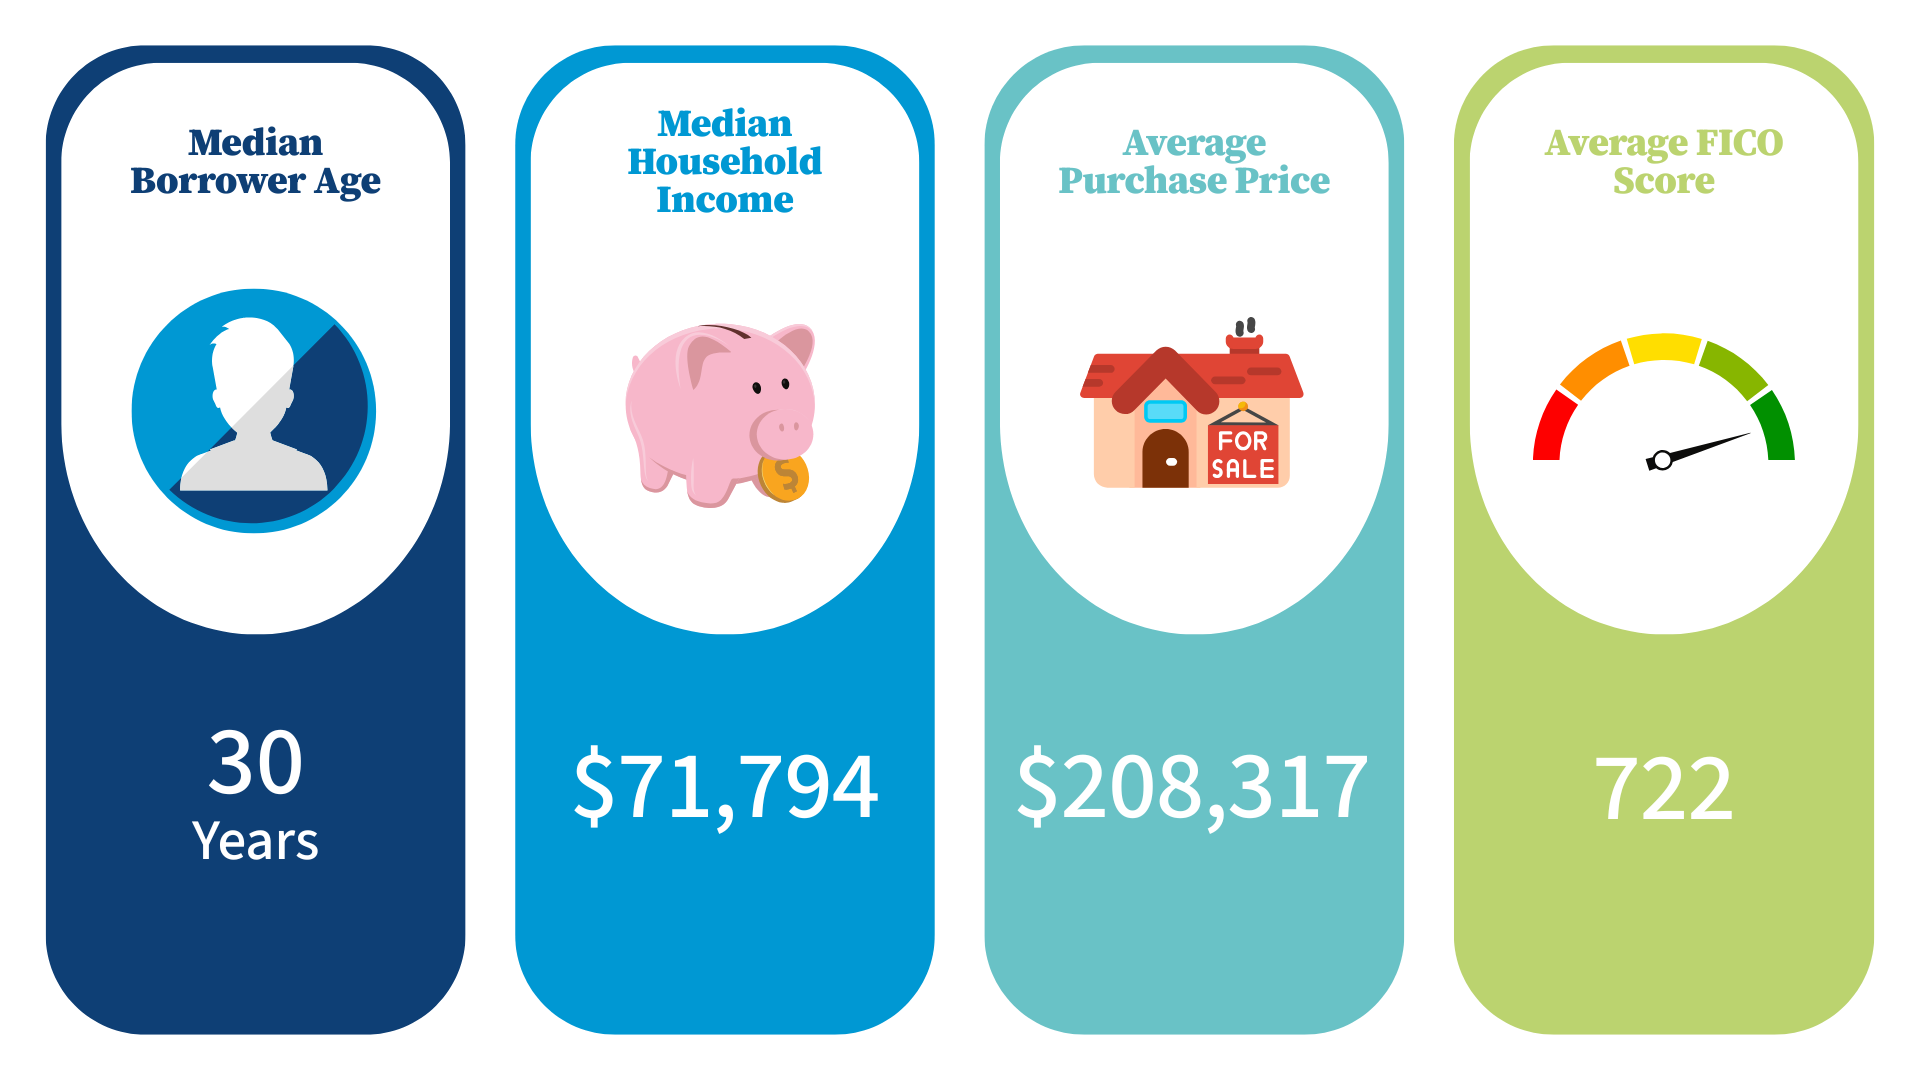 Median
Borrower Age
30
Years
Median
Household
Income
$
$71,794
Average
Purchase Price
FOR
SALE
$208,317
Average FICO
Score
722